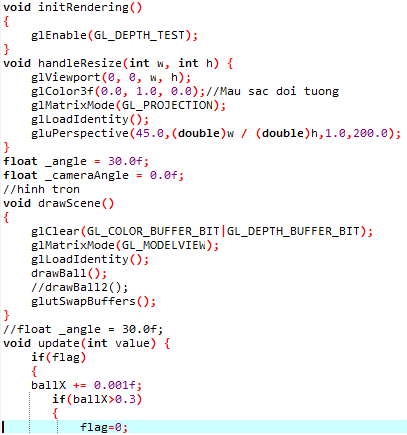 void initRendering()
{
glEnable(GL_DEPTH_TEST);
}
void handleResize(int w, int h) {
glViewport(0, 0, w, h);
glColor3f(0.0, 1.0, 0.0);//Mau sac doi tuong
glMatrixMode(GL_PROJECTION);
glLoadIdentity();
gluPerspective(45.0,(double)w / (double)h,1.0,200.0);
}
float _angle = 30.0f;
float _cameraAngle = 0.0f;
//hinh tron
void drawScene()
{
glClear(GL_COLOR_BUFFER_BIT|GL_DEPTH_BUFFER_BIT);
glMatrixMode(GL_MODELVIEW);
glLoadIdentity();
drawBall();
//drawBall2();
glutSwapBuffers();
}
//float _angle = 30.0f;
void update(int value) {
if(flag)
{
ballX += 0.001f;
if(ballX>0.3)
{
flag=0;